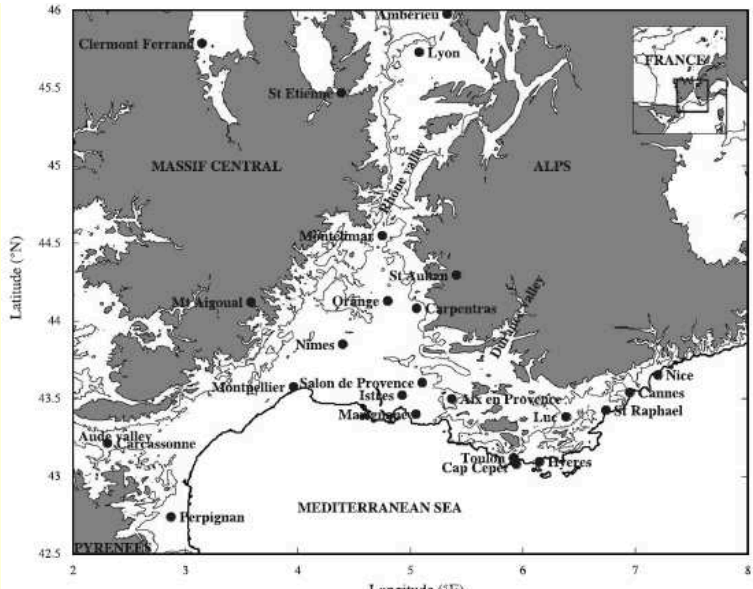 46
Ambérieu
Clermont Ferrand
Lyon
FRANCE
45.5
St Etienne
45
MASSIF CENTRAL
ALPS
Rhone valley
44.5
Montelimar
St Auban
Latitude (°N)
Mt Aigoual
Orange
Carpentras
Durance valley
44
Nimes
Nice
43.5
Montpellier
Salon de Provence
Istres
Aix en Provence
Cannes
Marignane
Luc
St Raphael
Aude valley
Carcassonne
Toulon
Cap Cepet
Hyeres
43
MEDITERRANEAN SEA
Perpignan
PYRENEES
42.5
2
3
4
5
6
7
8
Longitude (°E)